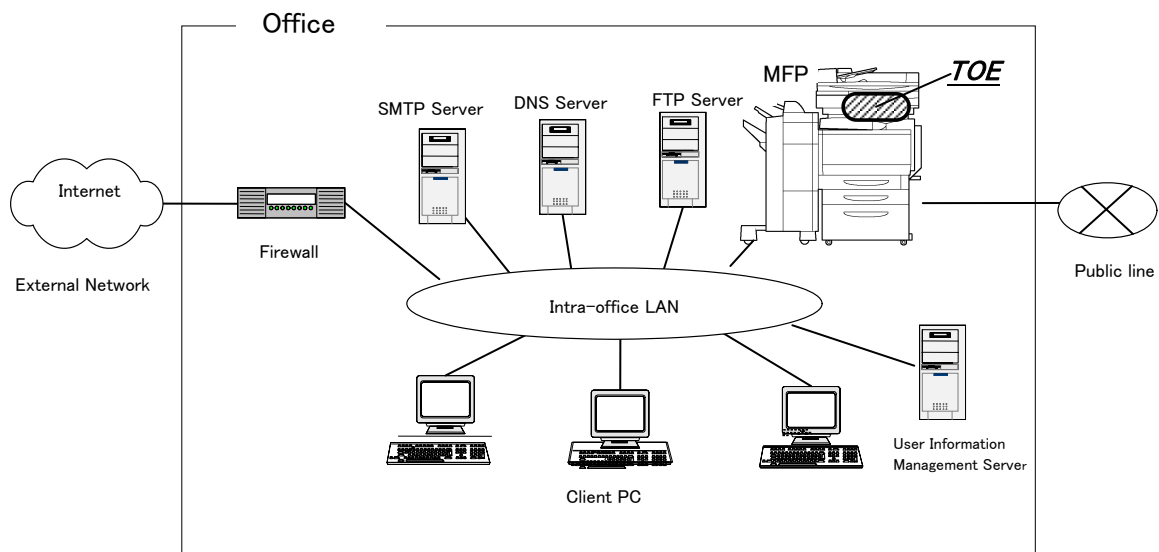 Office
MFP
TOE
SMTP Server
DNS Server
FTP Server
Internet
Firewall
External Network
Public line
Intra-office LAN
User Information
Management Server
Client PC